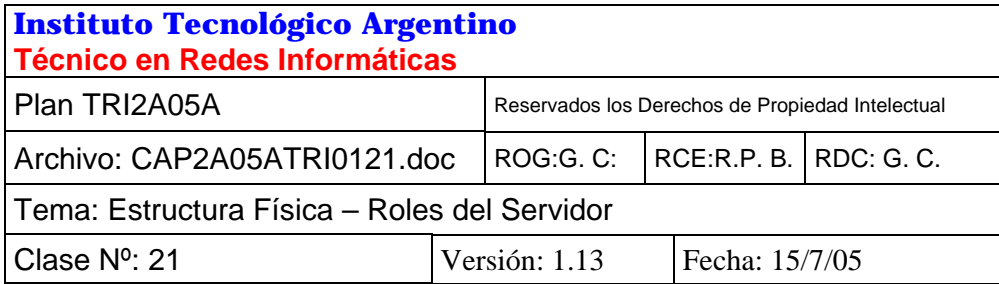 Instituto Tecnológico Argentino
Técnico en Redes Informáticas
Plan TRI2A05A Reservados los Derechos de Propiedad Intelectual
Archivo: CAP2A05ATRI0121.doc ROG:G. C: RCE:R.P. B. RDC: G. C.
Tema: Estructura Física – Roles del Servidor
Clase Nº: 21 Versión: 1.13 Fecha: 15/7/05